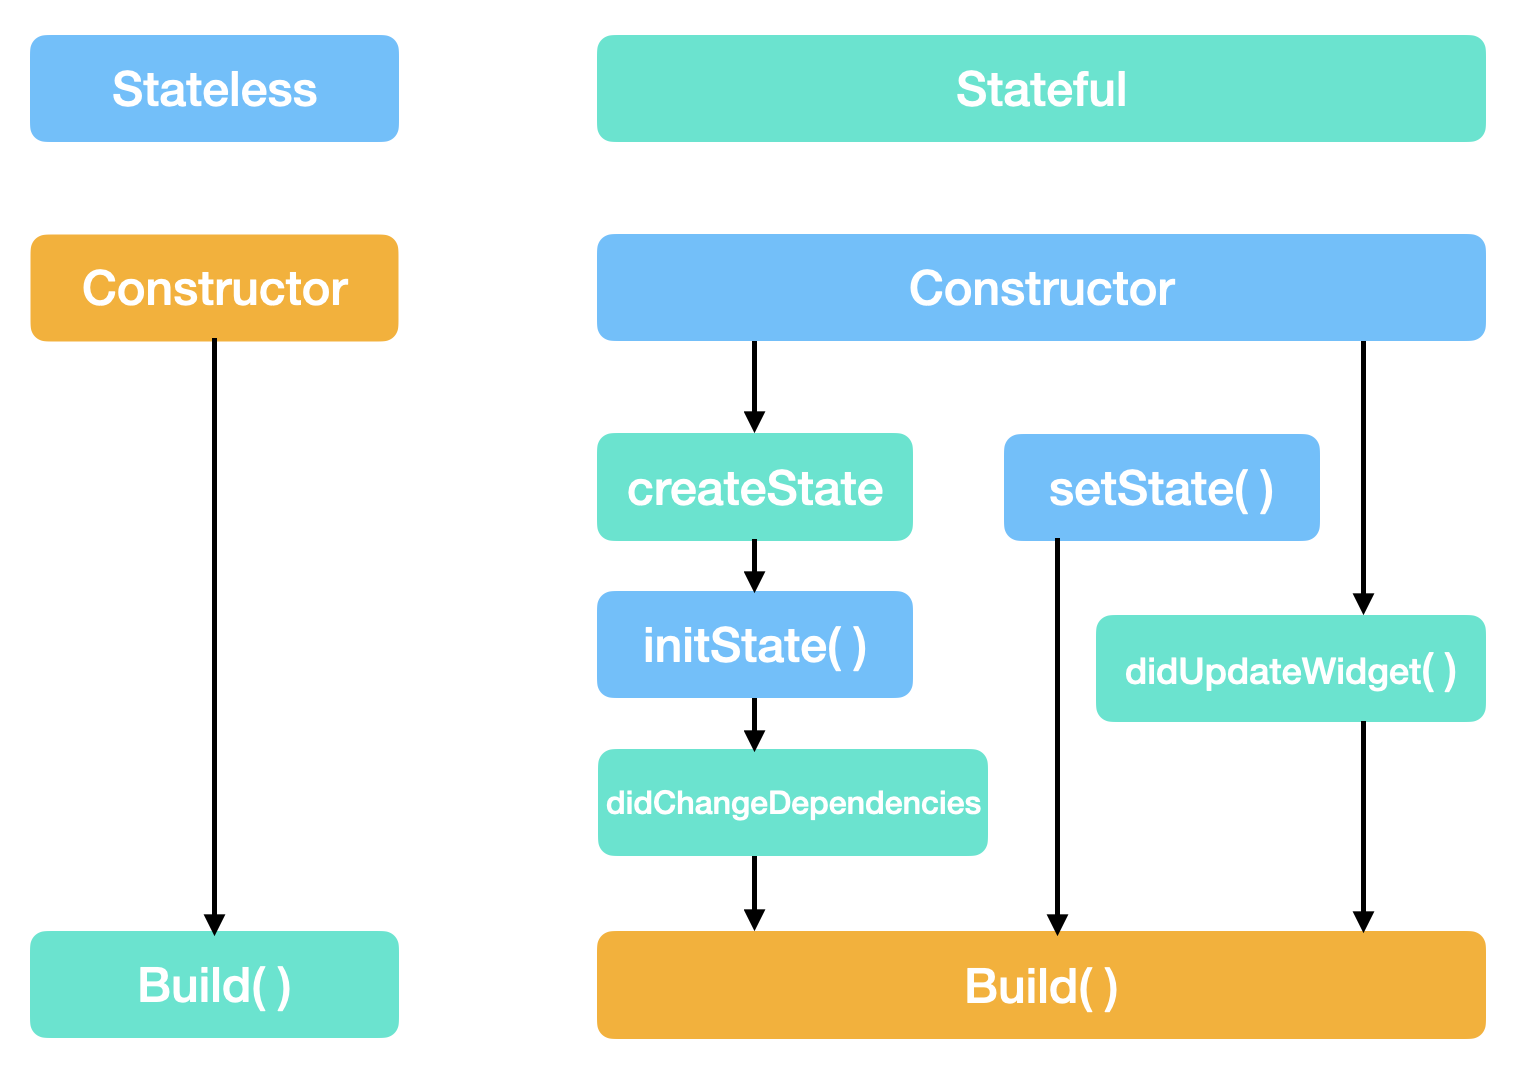 Stateless
Stateful
Constructor
Constructor
createState
setState( )
initState( )
didUpdateWidget( )
didChangeDependencies
Build( )
Build( )